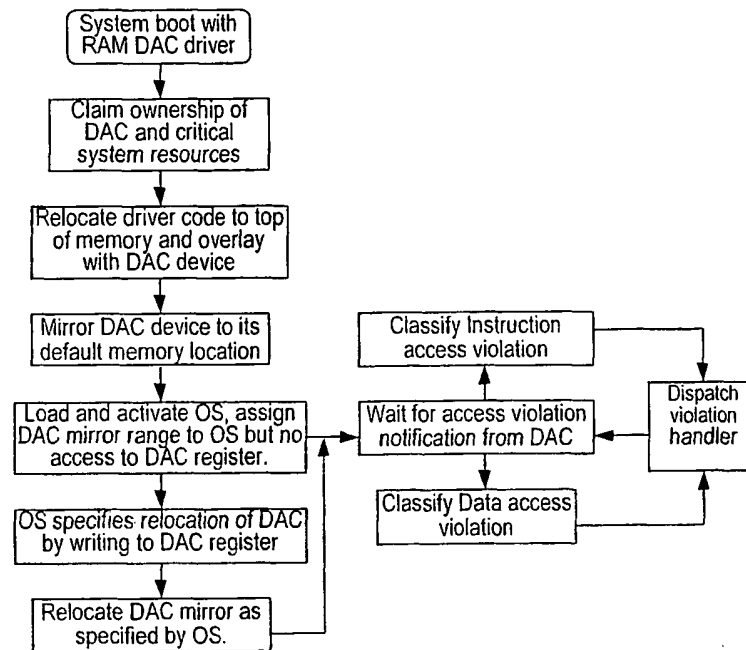 System boot with
RAM DAC driver
Claim ownership of
DAC and critical
system resources
Relocate driver code to top
of memory and overlay
with DAC device
Mirror DAC device to its
default memory location
Load and activate OS, assign
DAC mirror range to OS but no
access to DAC register.
OS specifies relocation of DAC
by writing to DAC register
Relocate DAC mirror as
specified by OS.
Classify Instruction
access violation
Wait for access violation
notification from DAC
Classify Data access
violation
Dispatch
violation
handler